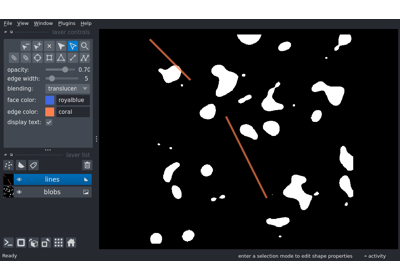 File View Window Plugins Help
layer controls
opacity: 0.70
edge width: 5
blending: translucen
face color: royalblue
edge color: coral
display text:
layer list
lines
blobs
Ready
enter a selection mode to edit shape properties
activity